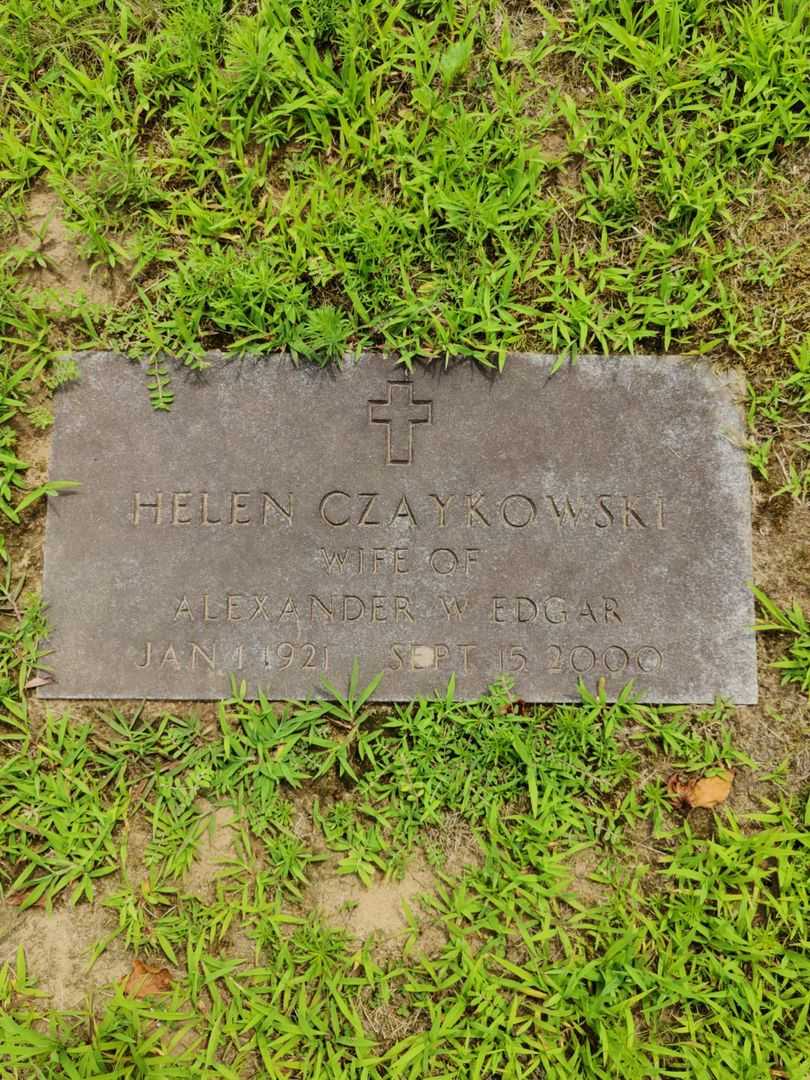 HELEN CZAYKOWSKI
WIFE OF
ALEXANDER W EDGAR
JAN 1 1921 SEPT 15 2000